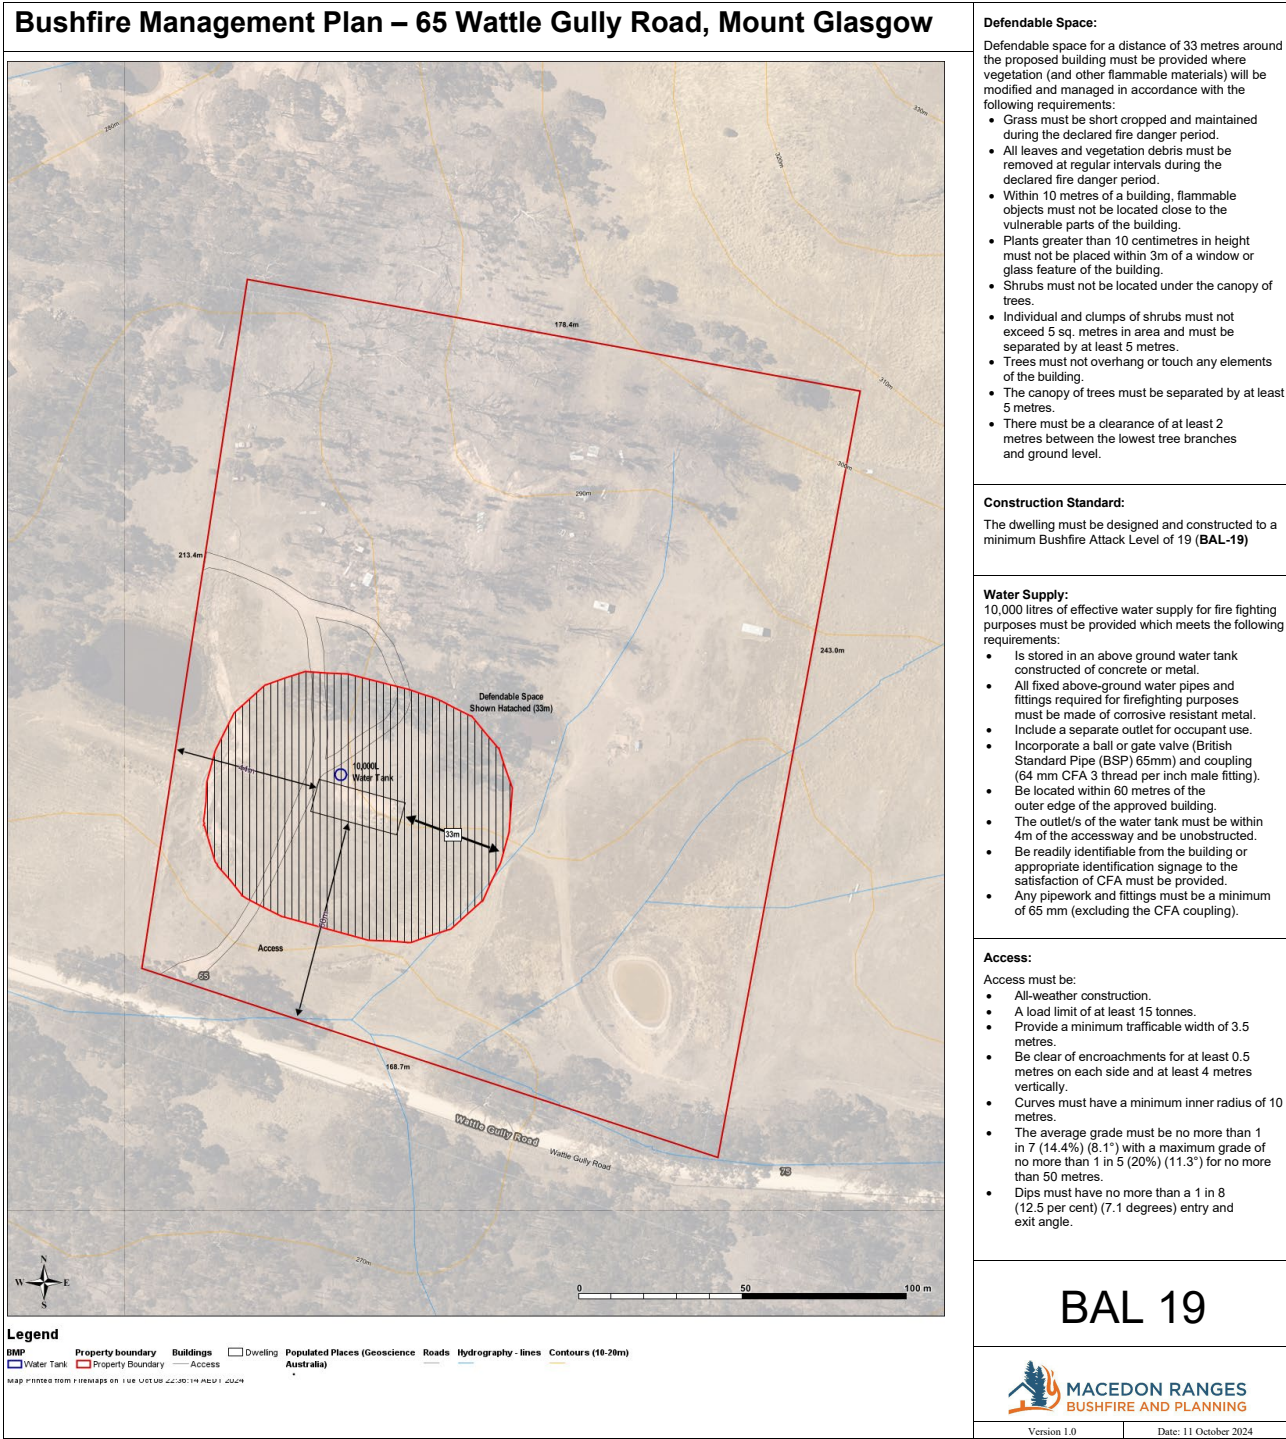 Bushfire Management Plan – 65 Wattle Gully Road, Mount Glasgow
280m
330m
320m
178.4m
310m
300m
290m
213.4m
243.0m
Defendable Space
Shown Hatached (33m)
10,000L
Water Tank
33m
Access
65
168.7m
Wattle Gully Road
Wattle Gully Road
75
270m
N
W
E
S
0
50
100 m
Legend
BMP
Property boundary
Buildings
Dwelling
Populated Places (Geoscience
Australia)
Roads
Hydrography - lines
Contours (10-20m)
Water Tank
Property Boundary
Access
Map Printed from FireMaps on Tue Oct 08 22:36:14 AEDT 2024
Defendable Space:
Defendable space for a distance of 33 metres around
the proposed building must be provided where
vegetation (and other flammable materials) will be
modified and managed in accordance with the
following requirements:
• Grass must be short cropped and maintained
during the declared fire danger period.
• All leaves and vegetation debris must be
removed at regular intervals during the
declared fire danger period.
• Within 10 metres of a building, flammable
objects must not be located close to the
vulnerable parts of the building.
• Plants greater than 10 centimetres in height
must not be placed within 3m of a window or
glass feature of the building.
• Shrubs must not be located under the canopy of
trees.
• Individual and clumps of shrubs must not
exceed 5 sq. metres in area and must be
separated by at least 5 metres.
• Trees must not overhang or touch any elements
of the building.
• The canopy of trees must be separated by at least
5 metres.
• There must be a clearance of at least 2
metres between the lowest tree branches
and ground level.
Construction Standard:
The dwelling must be designed and constructed to a
minimum Bushfire Attack Level of 19 (BAL-19)
Water Supply:
10,000 litres of effective water supply for fire fighting
purposes must be provided which meets the following
requirements:
• Is stored in an above ground water tank
constructed of concrete or metal.
• All fixed above-ground water pipes and
fittings required for firefighting purposes
must be made of corrosive resistant metal.
• Include a separate outlet for occupant use.
• Incorporate a ball or gate valve (British
Standard Pipe (BSP) 65mm) and coupling
(64 mm CFA 3 thread per inch male fitting).
• Be located within 60 metres of the
outer edge of the approved building.
• The outlet/s of the water tank must be within
4m of the accessway and be unobstructed.
• Be readily identifiable from the building or
appropriate identification signage to the
satisfaction of CFA must be provided.
• Any pipework and fittings must be a minimum
of 65 mm (excluding the CFA coupling).
Access:
Access must be:
• All-weather construction.
• A load limit of at least 15 tonnes.
• Provide a minimum trafficable width of 3.5
metres.
• Be clear of encroachments for at least 0.5
metres on each side and at least 4 metres
vertically.
• Curves must have a minimum inner radius of 10
metres.
• The average grade must be no more than 1
in 7 (14.4%) (8.1°) with a maximum grade of
no more than 1 in 5 (20%) (11.3°) for no more
than 50 metres.
• Dips must have no more than a 1 in 8
(12.5 per cent) (7.1 degrees) entry and
exit angle.
BAL 19
MACEDON RANGES
BUSHFIRE AND PLANNING
Version 1.0
Date: 11 October 2024